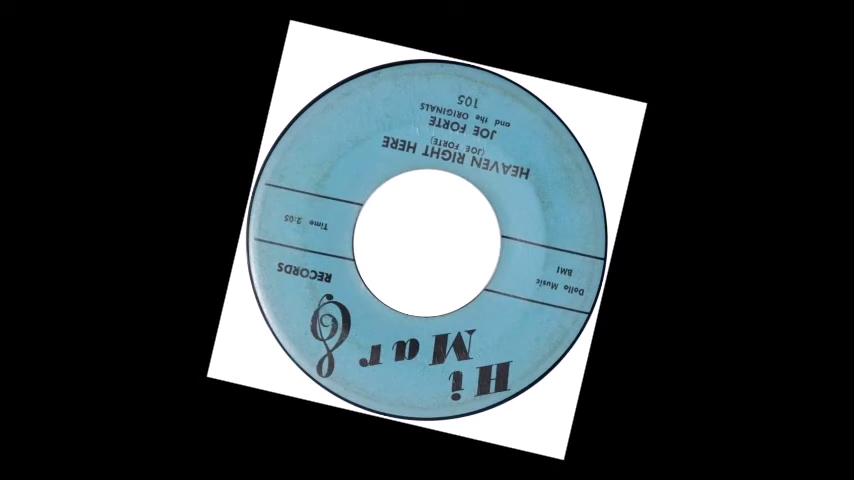 Hi
Mar
RECORDS
Dollo Music
BMI
Time 2:05
HEAVEN RIGHT HERE
(JOE FORTE)
JOE FORTE
and the ORIGINALS
105